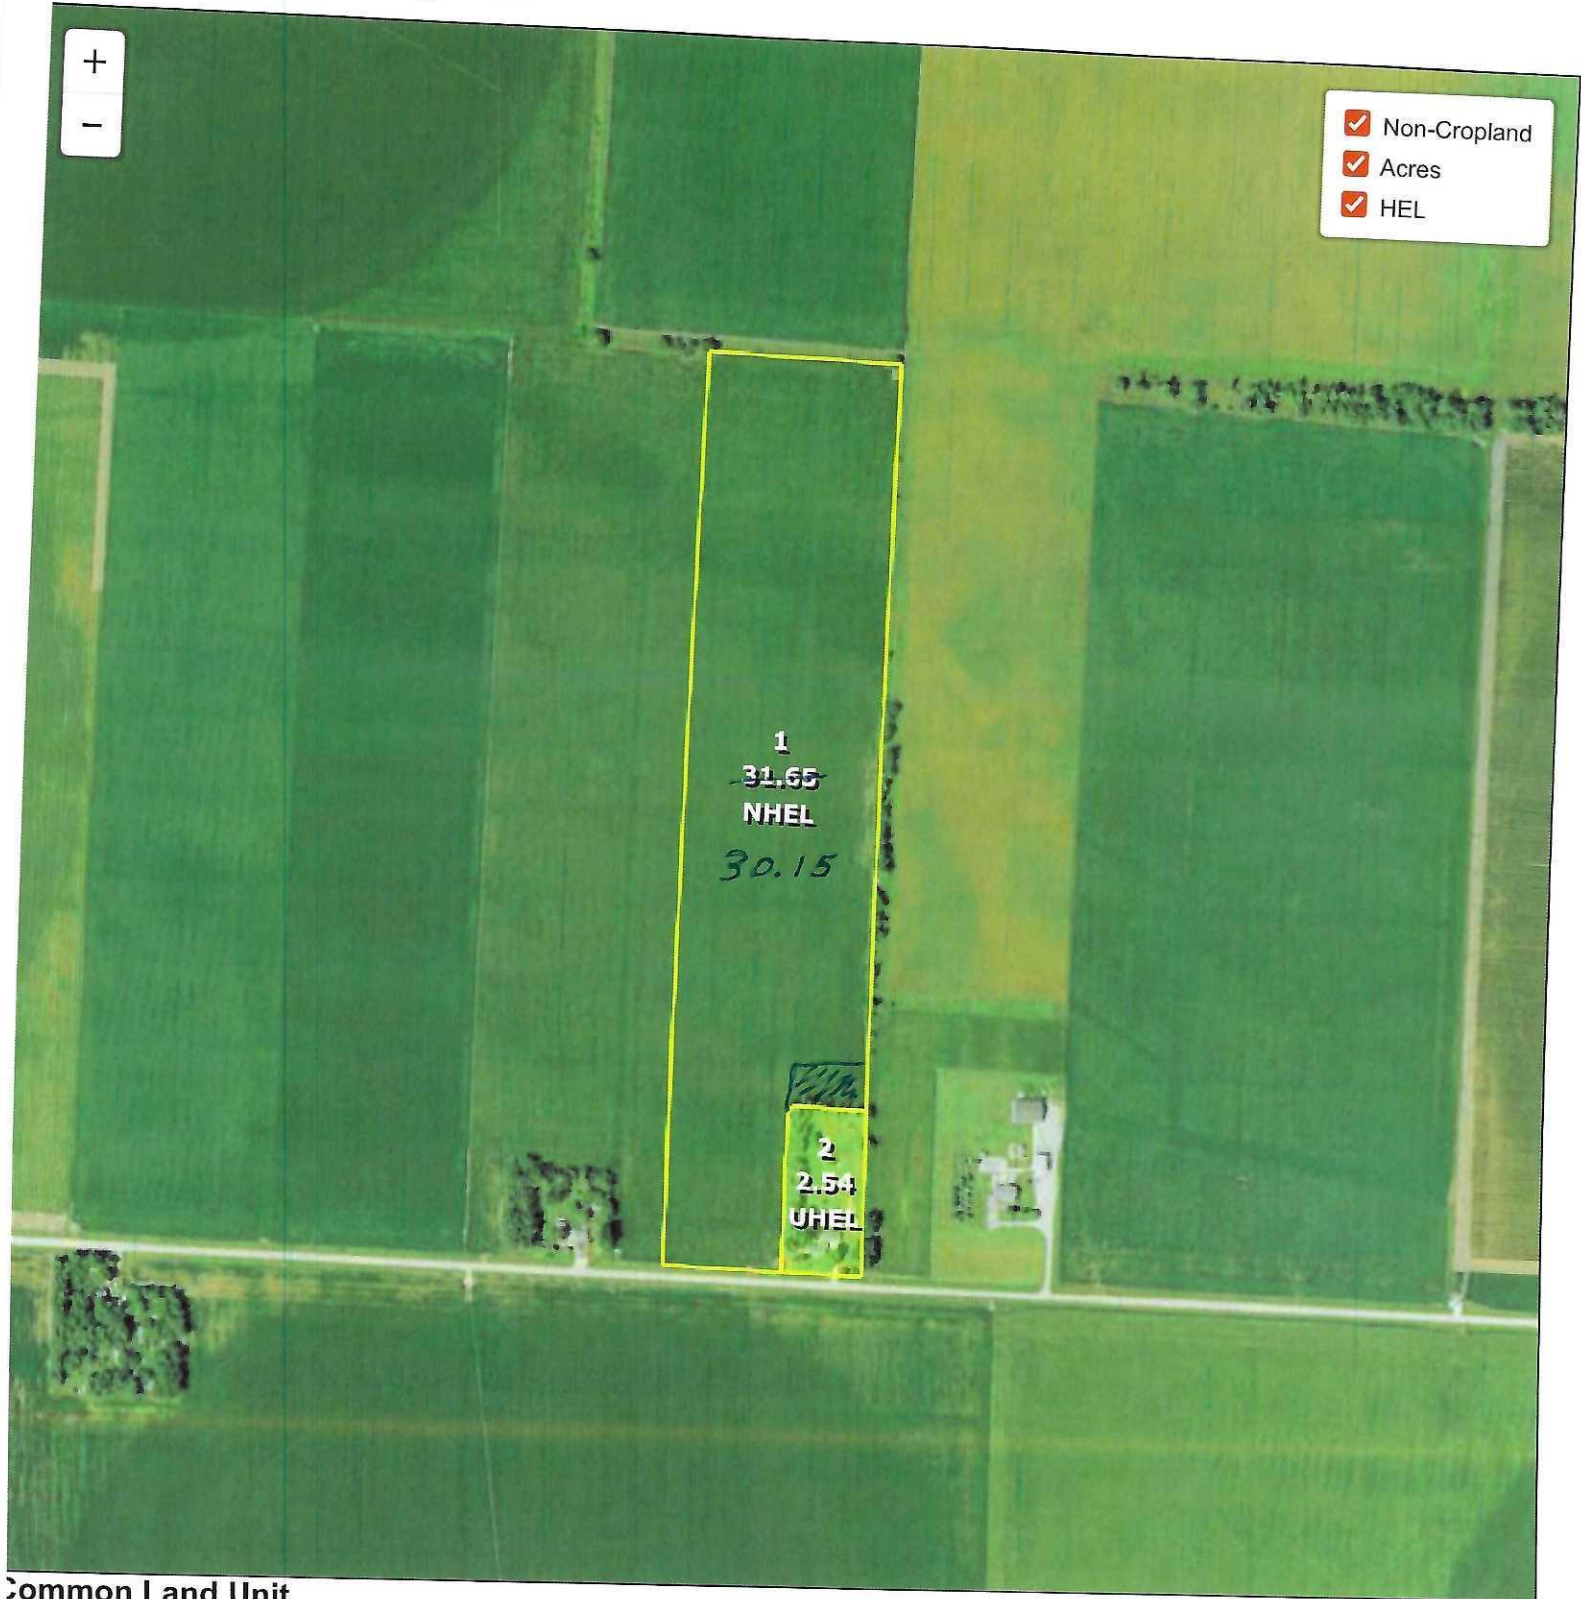 +
−
Non-Cropland
Acres
HEL
1
31.65
NHEL
30.15
2
2.54
UHEL
Common Land Unit